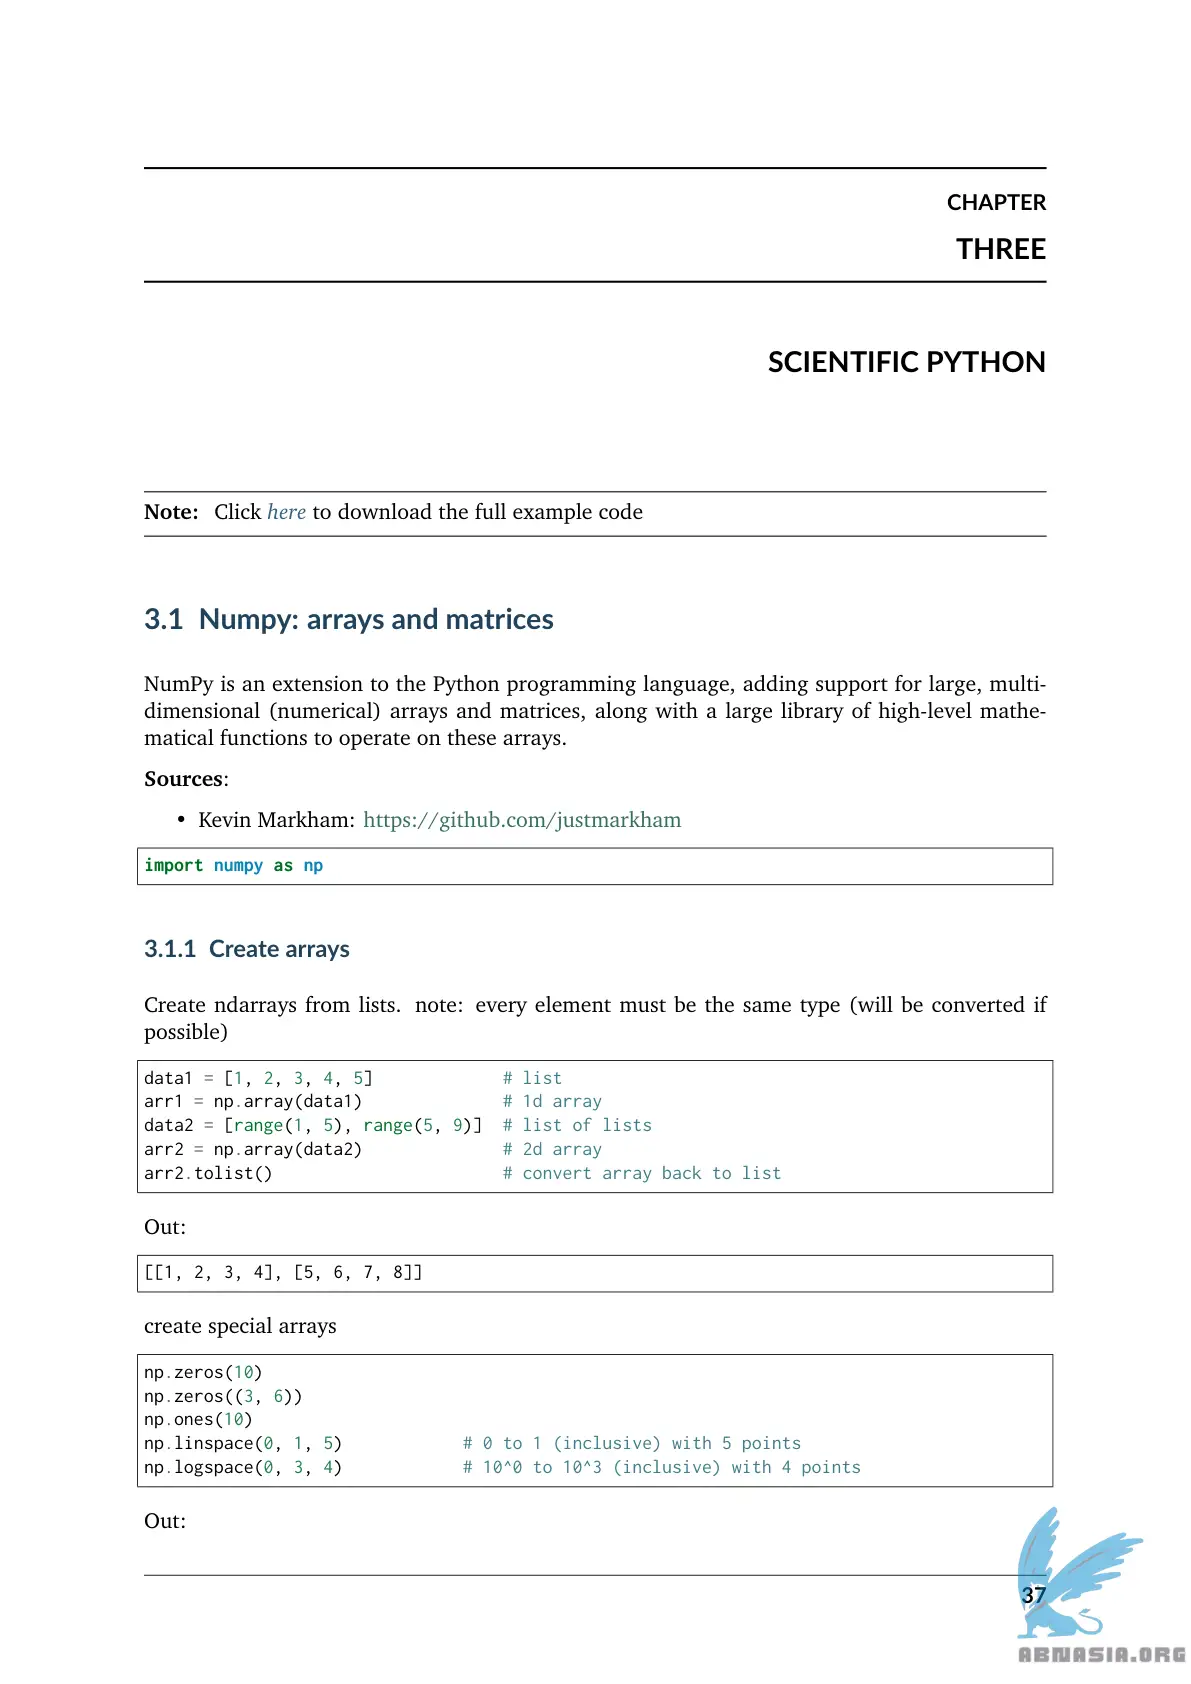 CHAPTER
THREE
SCIENTIFIC PYTHON
Note: Click here to download the full example code
3.1 Numpy: arrays and matrices
NumPy is an extension to the Python programming language, adding support for large, multi-
dimensional (numerical) arrays and matrices, along with a large library of high-level mathe-
matical functions to operate on these arrays.
Sources:
• Kevin Markham: https://github.com/justmarkham
import numpy as np
3.1.1 Create arrays
Create ndarrays from lists. note: every element must be the same type (will be converted if
possible)
data1 = [1, 2, 3, 4, 5] # list
arr1 = np.array(data1) # 1d array
data2 = [range(1, 5), range(5, 9)] # list of lists
arr2 = np.array(data2) # 2d array
arr2.tolist() # convert array back to list
Out:
[[1, 2, 3, 4], [5, 6, 7, 8]]
create special arrays
np.zeros(10)
np.zeros((3, 6))
np.ones(10)
np.linspace(0, 1, 5) # 0 to 1 (inclusive) with 5 points
np.logspace(0, 3, 4) # 10^0 to 10^3 (inclusive) with 4 points
Out:
37
ABNASIA.ORG